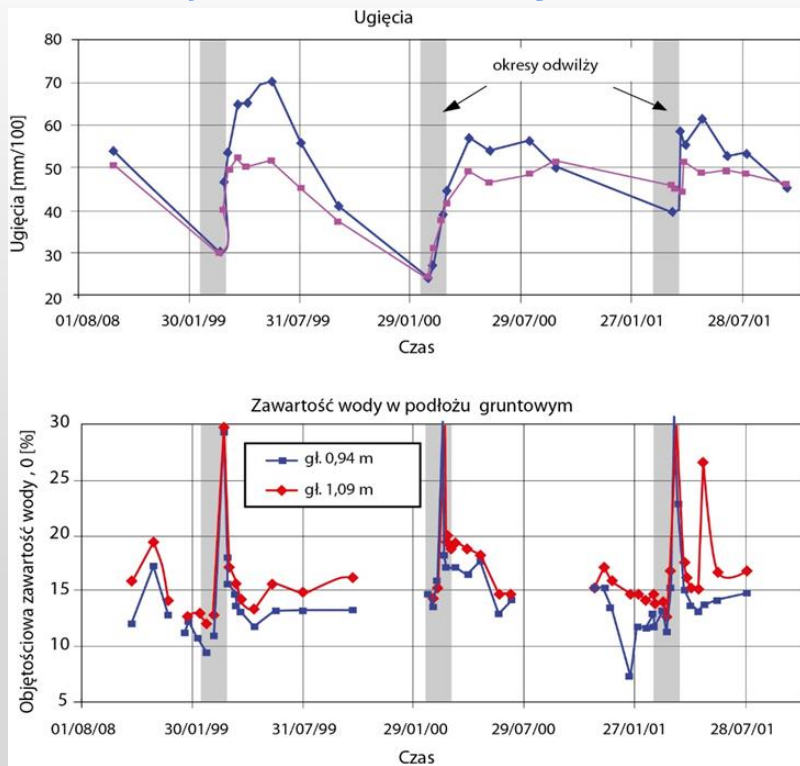 Ugięcia
80
70
60
50
40
30
20
Ugięcia [mm/100]
okresy odwilży
01/08/08 30/01/99 31/07/99 29/01/00 29/07/00 27/01/01 28/07/01
Czas
Zawartość wody w podłożu gruntowym
30
25
20
15
10
5
Objętościowa zawartość wody , 0 [%]
gł. 0,94 m
gł. 1,09 m
01/08/08 30/01/99 31/07/99 29/01/00 29/07/00 27/01/01 28/07/01
Czas